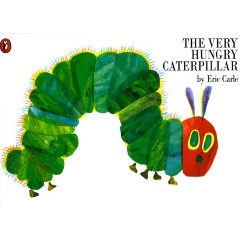 THE VERY
HUNGRY
CATERPILLAR
by Eric Carle